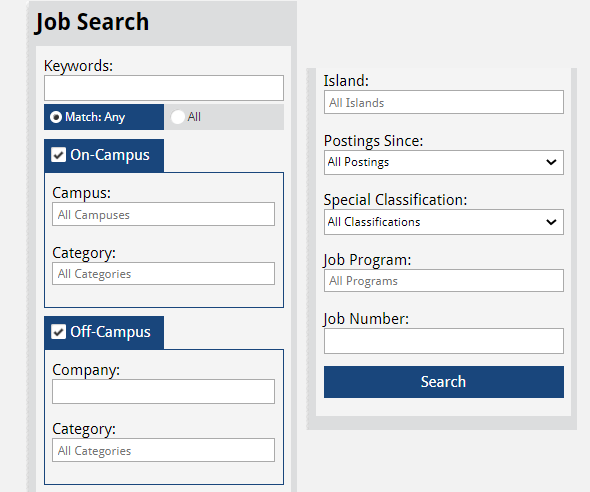 Job Search
Keywords:
Match: Any
All
On-Campus
Campus:
All Campuses
Category:
All Categories
Off-Campus
Company:
Category:
All Categories
Island:
All Islands
Postings Since:
All Postings
Special Classification:
All Classifications
Job Program:
All Programs
Job Number:
Search